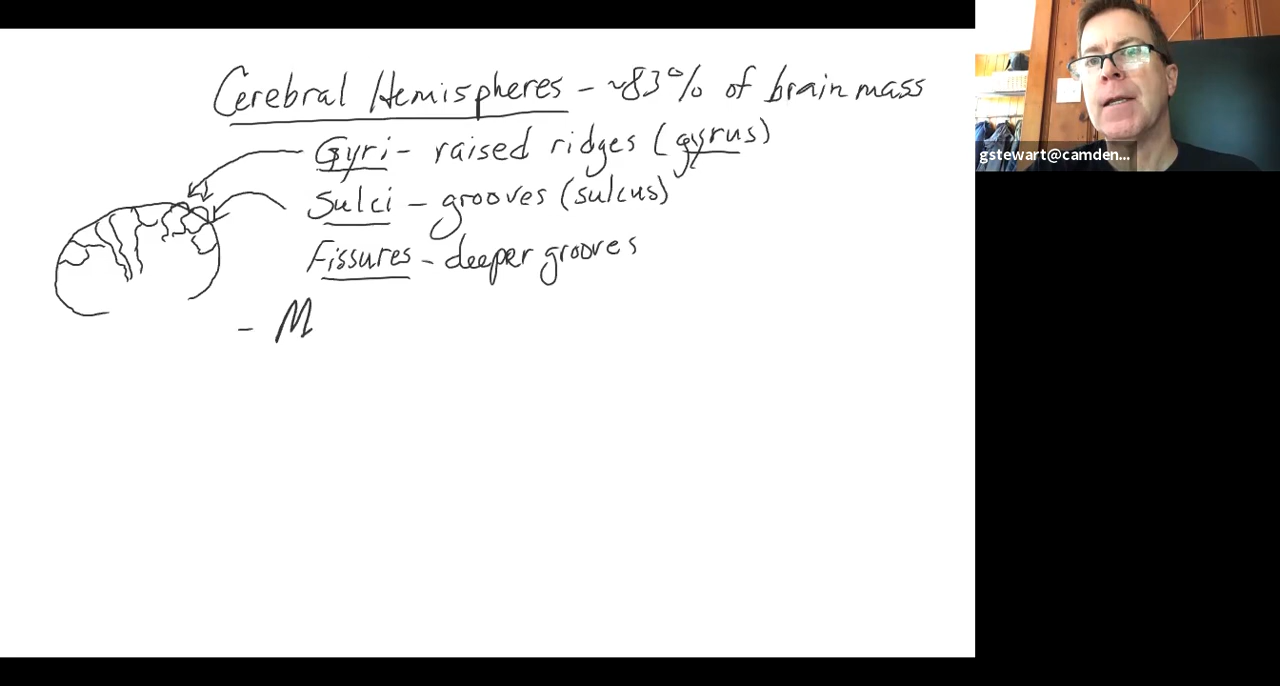 Cerebral Hemispheres - ~83% of brain mass
Gyri - raised ridges (gyrus)
Sulci - grooves (sulcus)
Fissures - deeper grooves
- M
gstewart@camden...